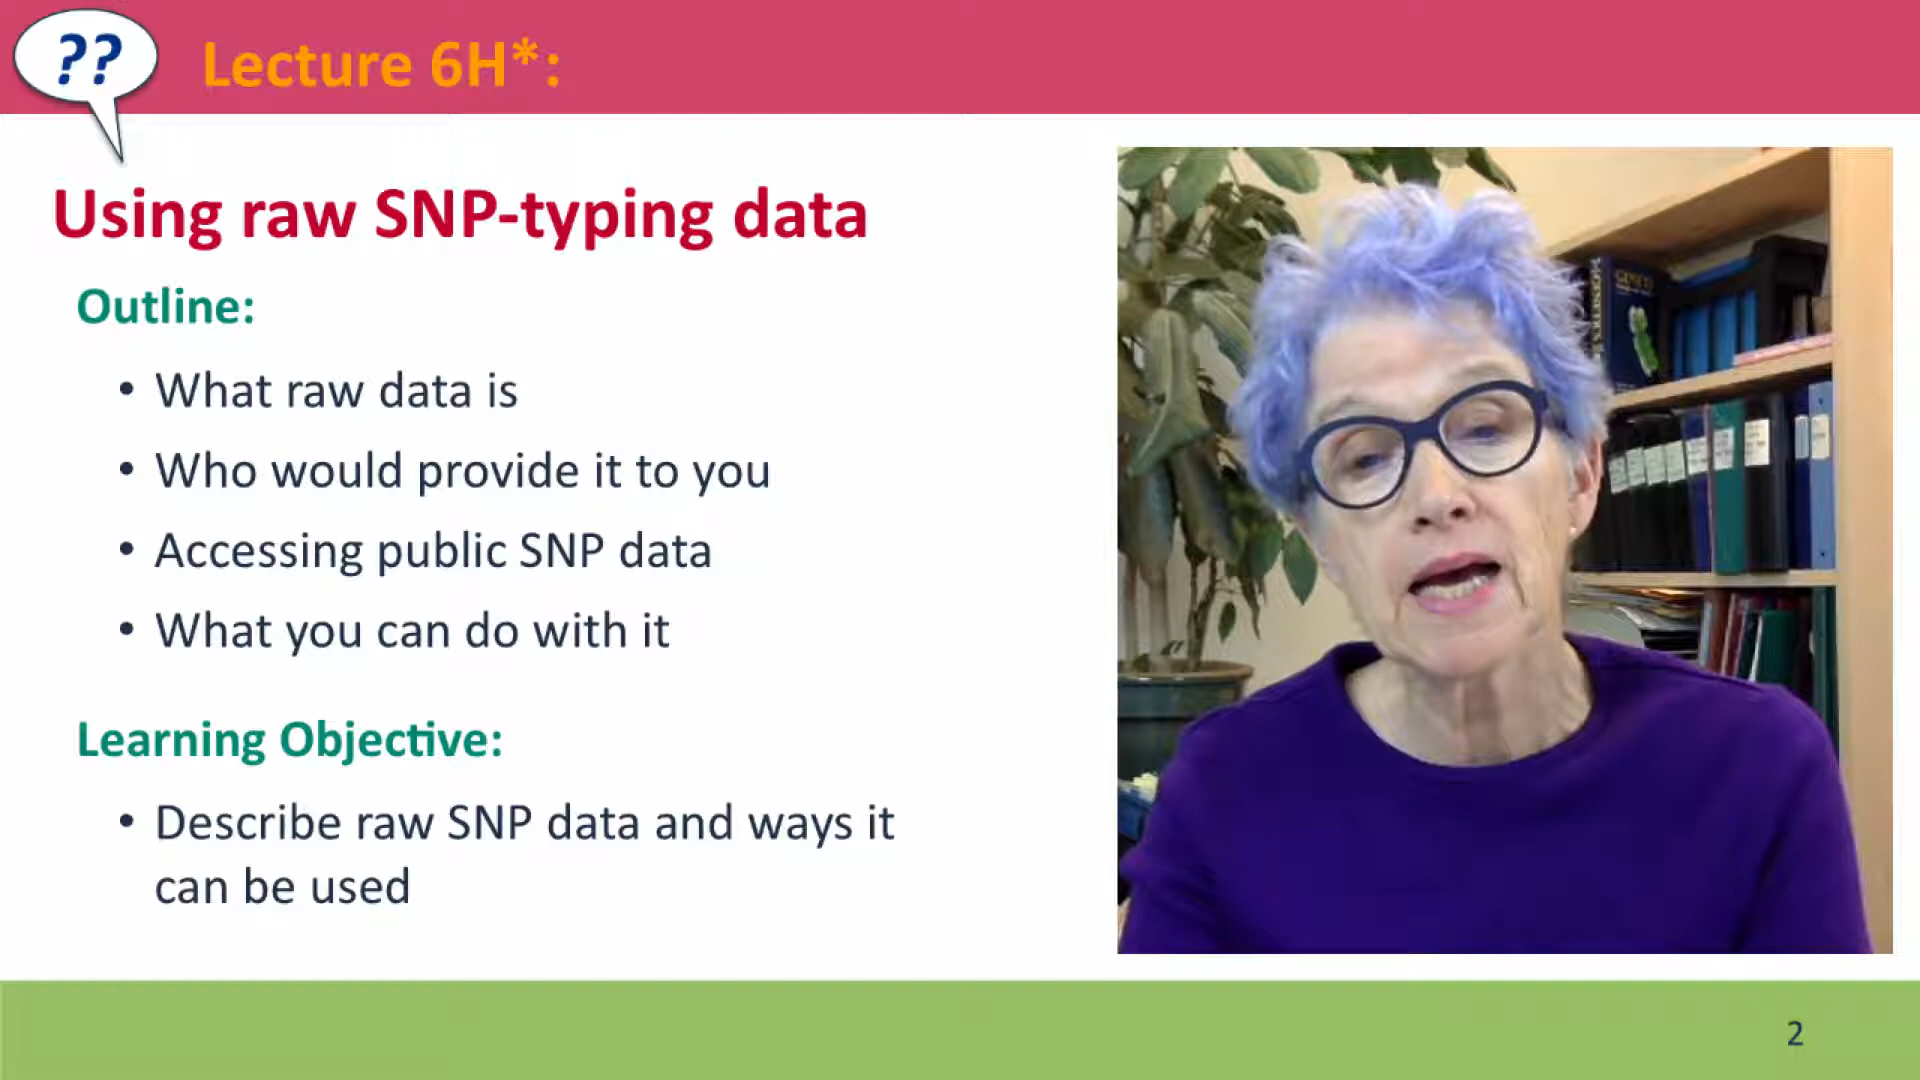 ??
Lecture 6H*:
Using raw SNP-typing data
Outline:
• What raw data is
• Who would provide it to you
• Accessing public SNP data
• What you can do with it
Learning Objective:
• Describe raw SNP data and ways it
can be used
2